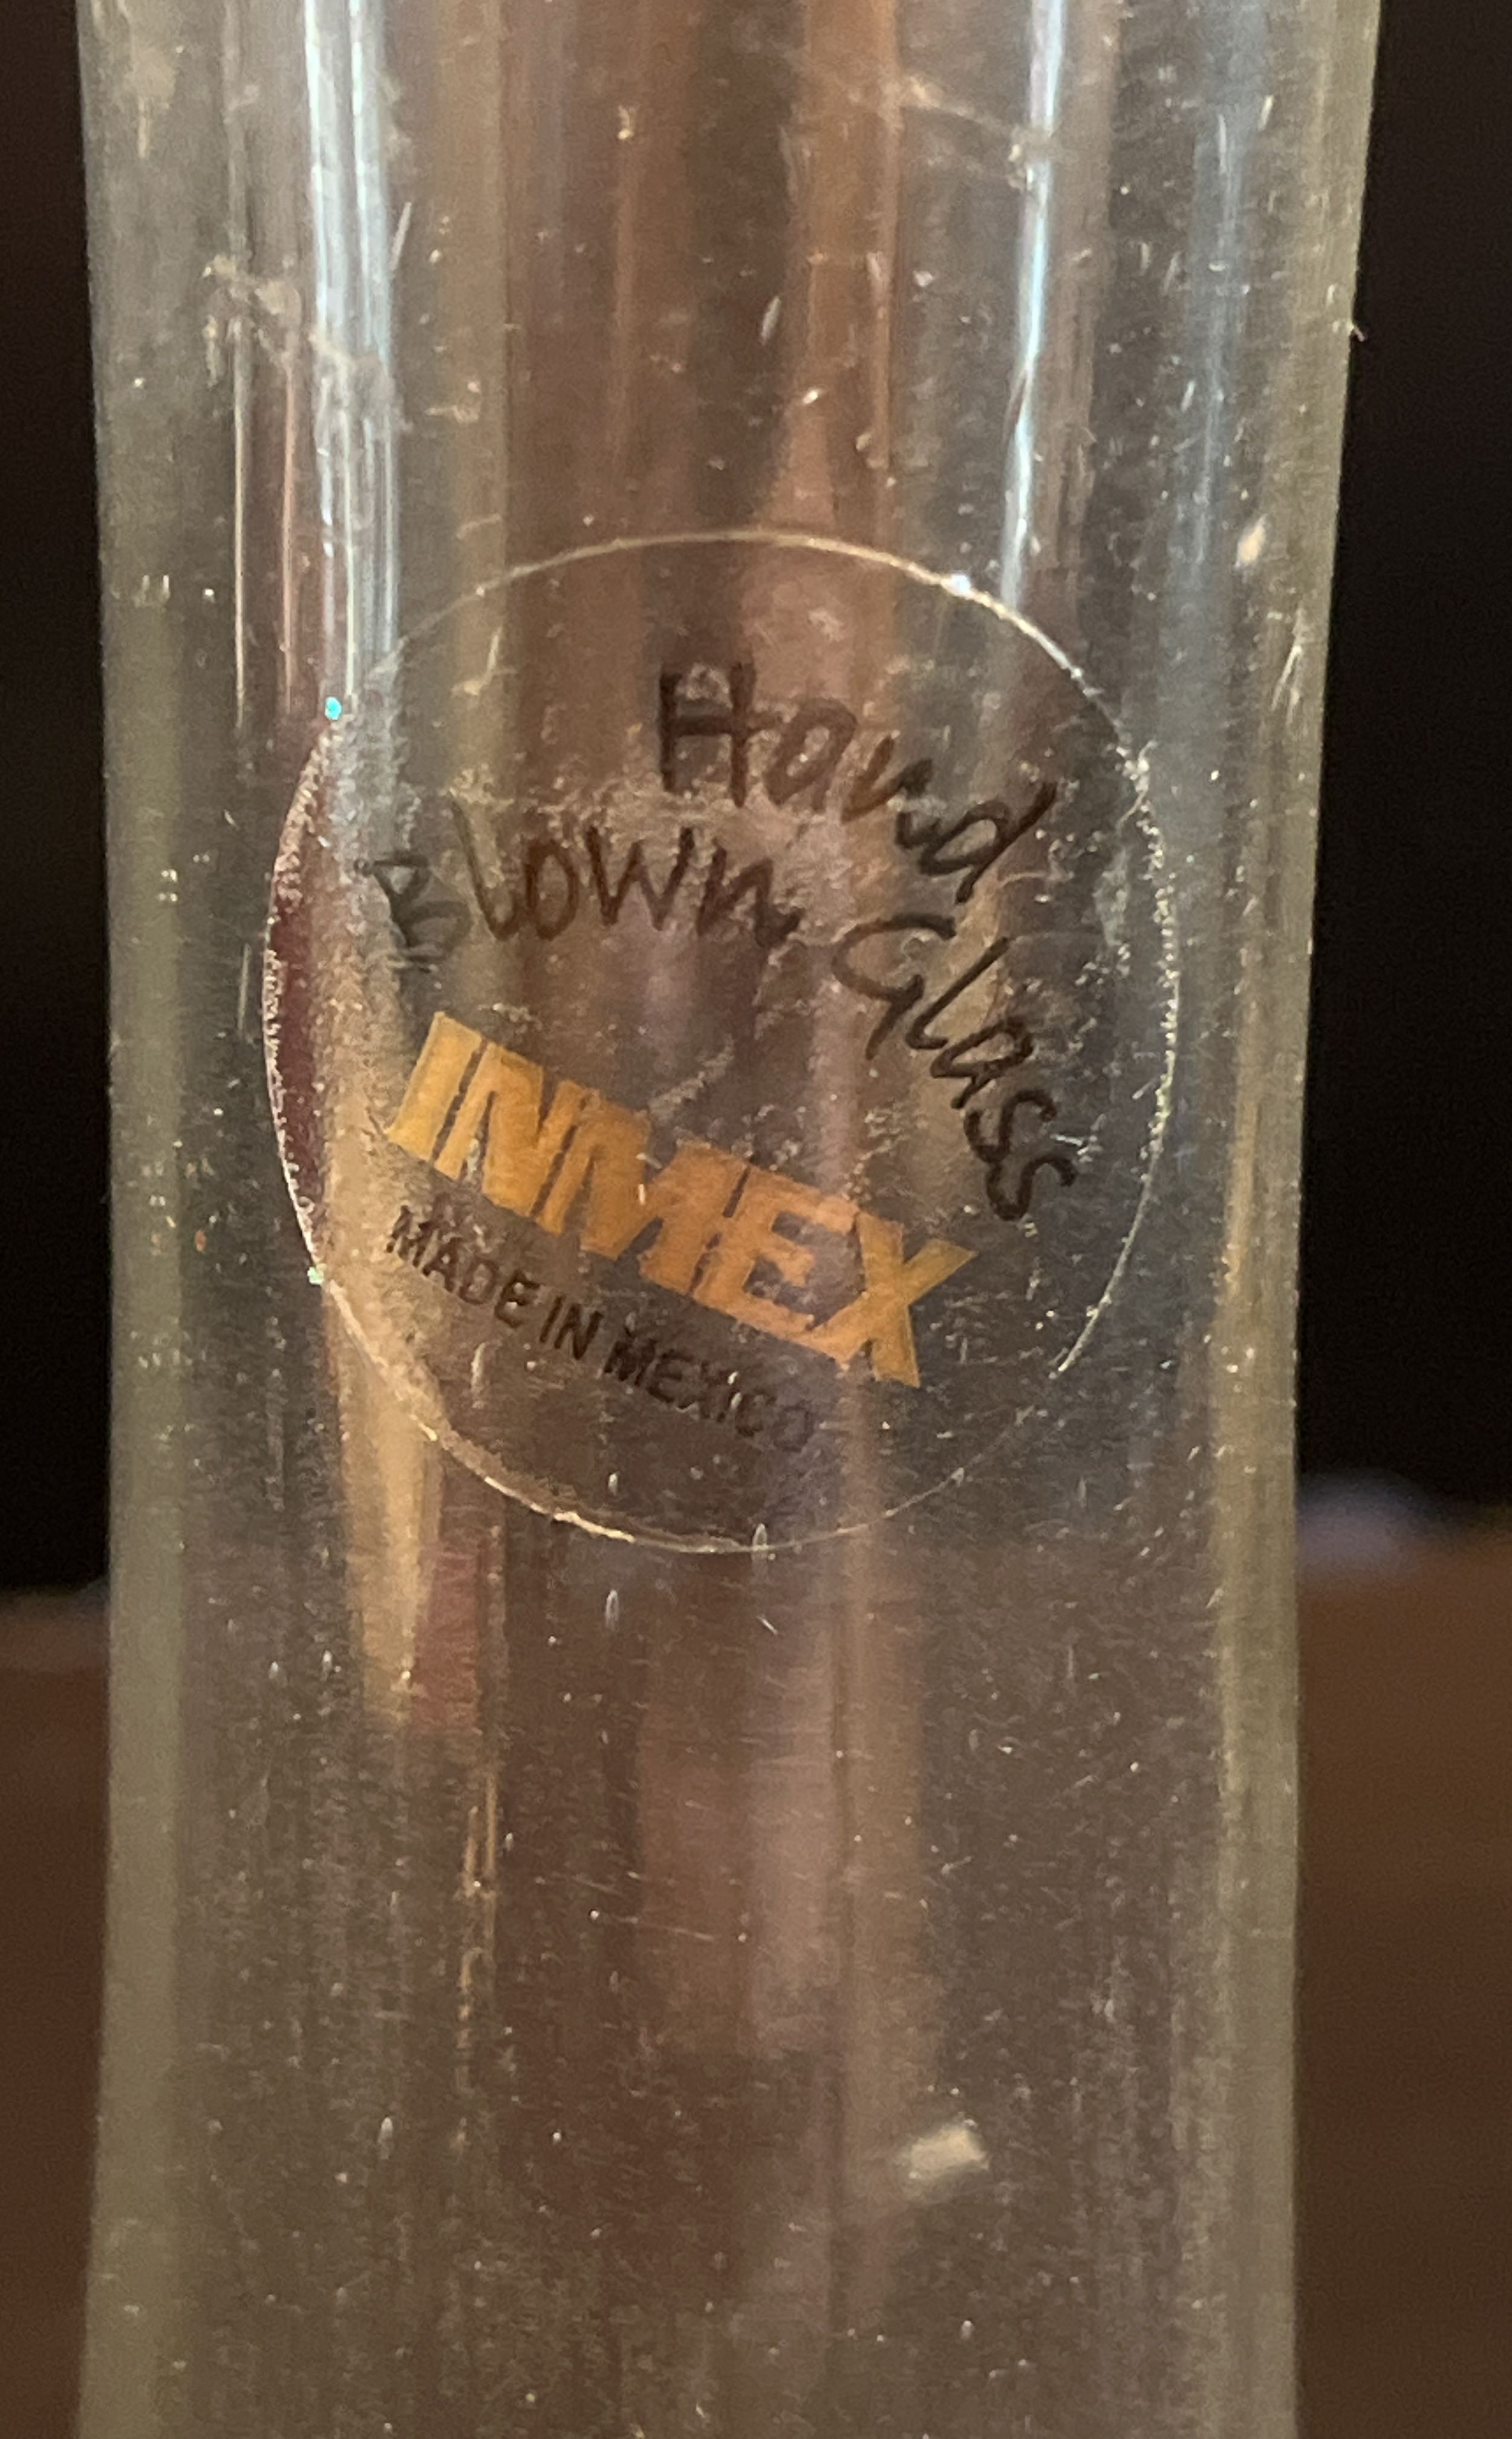 Hand
Blown Glass
INMEX
MADE IN MEXICO